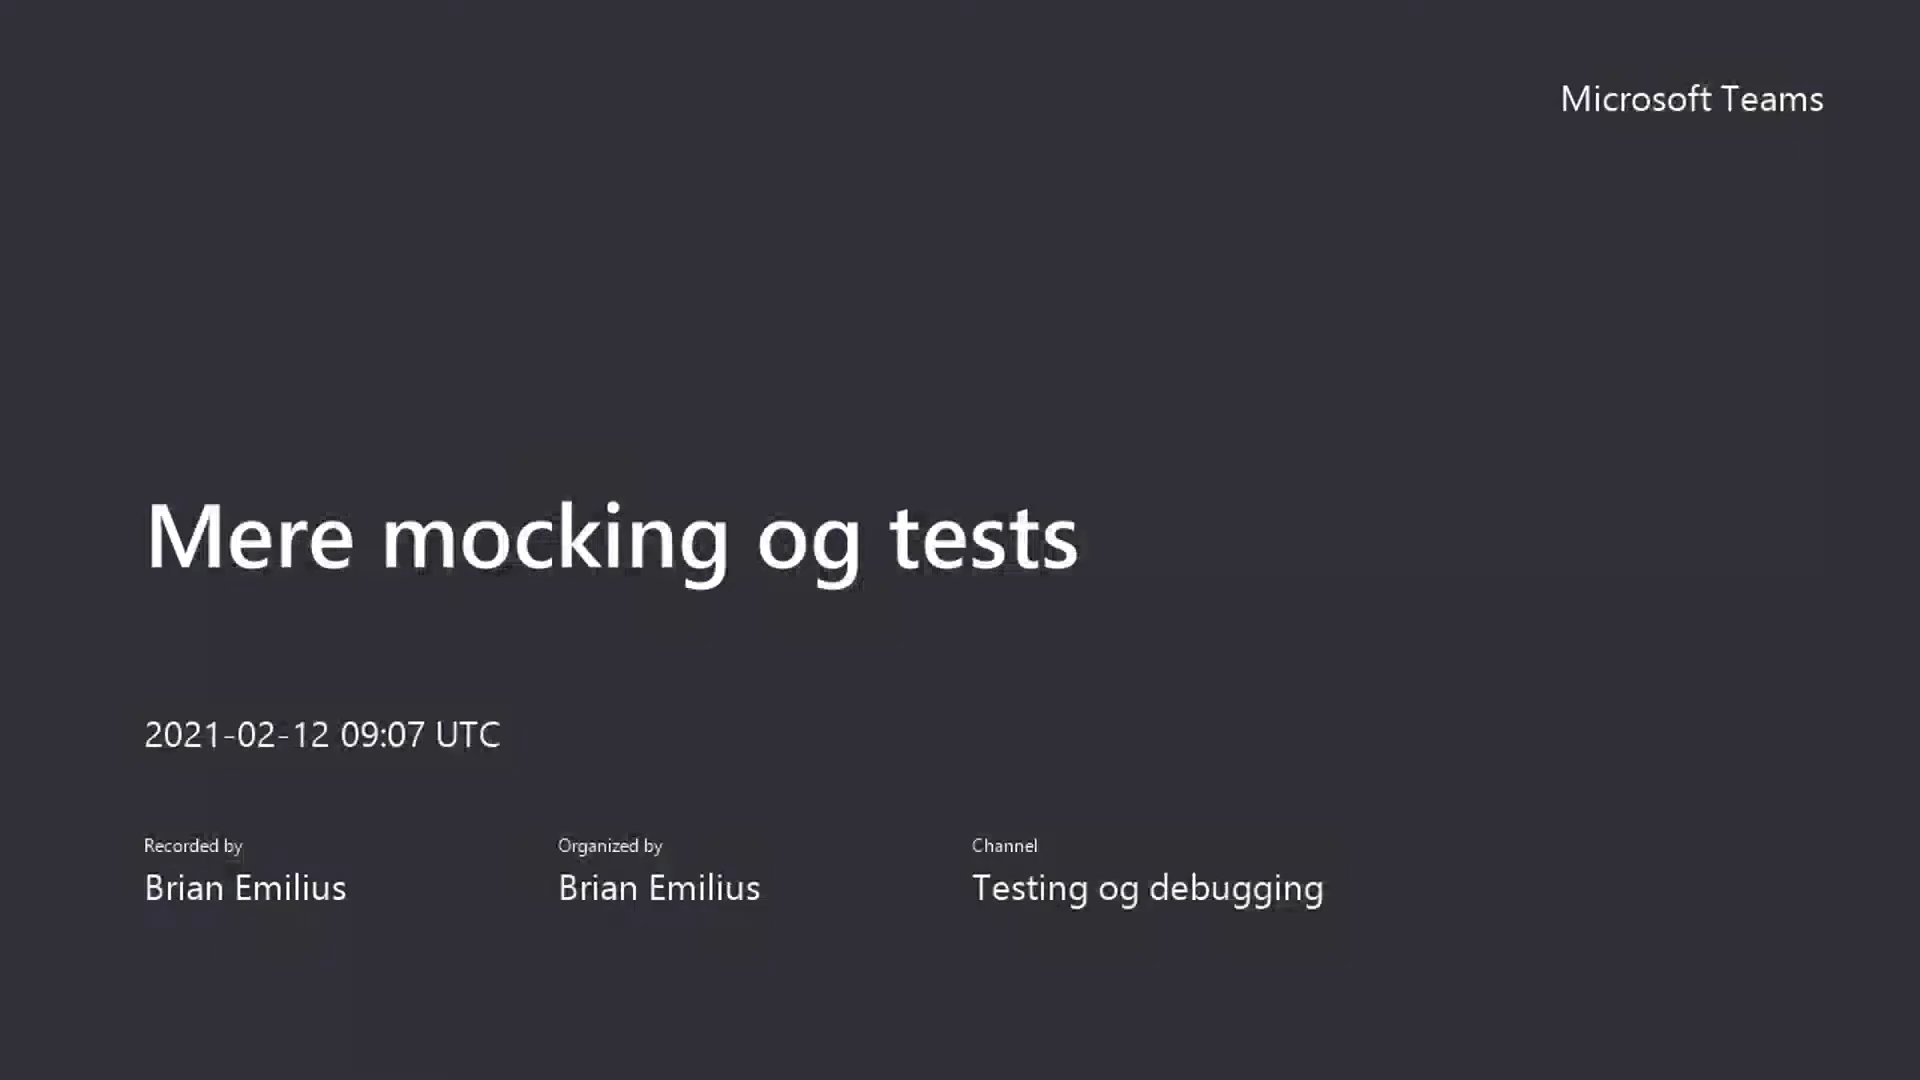 Microsoft Teams
Mere mocking og tests
2021-02-12 09:07 UTC
Recorded by
Brian Emilius
Organized by
Brian Emilius
Channel
Testing og debugging